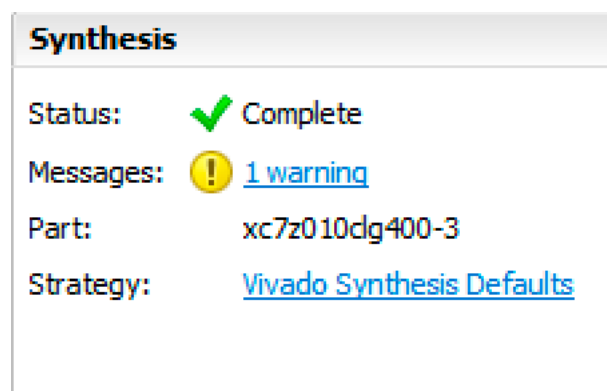 Synthesis
Status: Complete
Messages: 1 warning
Part: xc7z010clg400-3
Strategy: Vivado Synthesis Defaults